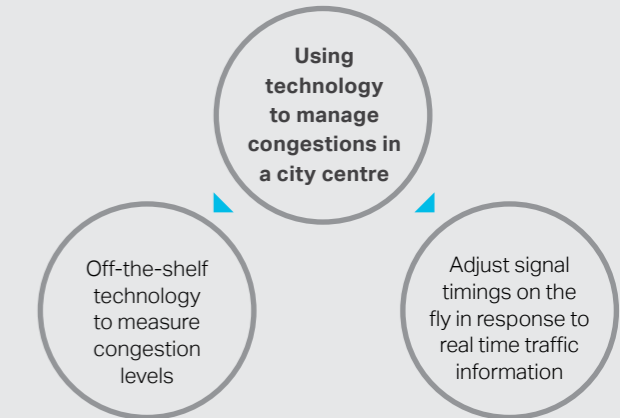 Using
technology
to manage
congestions in
a city centre
Off-the-shelf
technology
to measure
congestion
levels
Adjust signal
timings on the
fly in response to
real time traffic
information